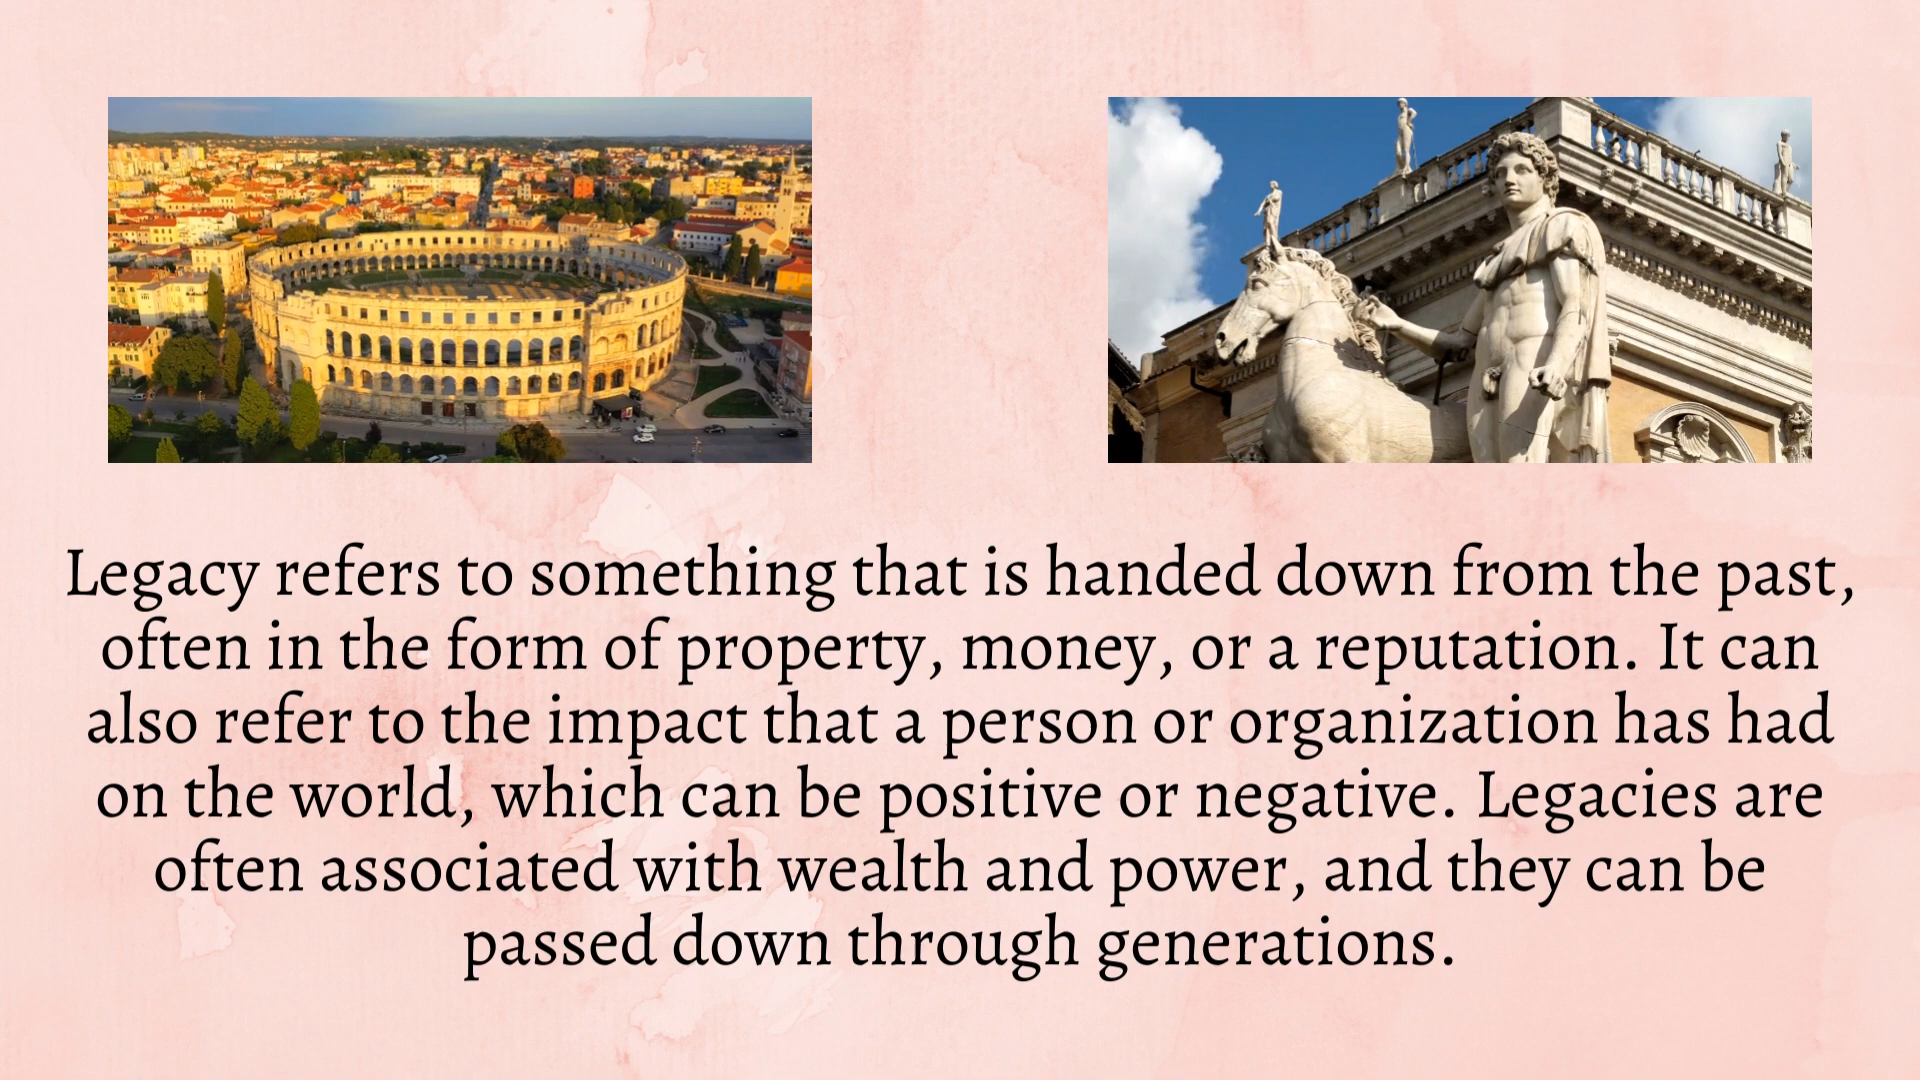 Legacy refers to something that is handed down from the past,
often in the form of property, money, or a reputation. It can
also refer to the impact that a person or organization has had
on the world, which can be positive or negative. Legacies are
often associated with wealth and power, and they can be
passed down through generations.